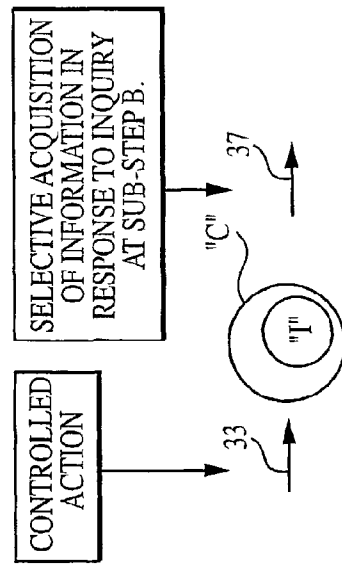 CONTROLLED
ACTION
SELECTIVE ACQUISITION
OF INFORMATION IN
RESPONSE TO INQUIRY
AT SUB-STEP B.
33
"I"
"C"
37